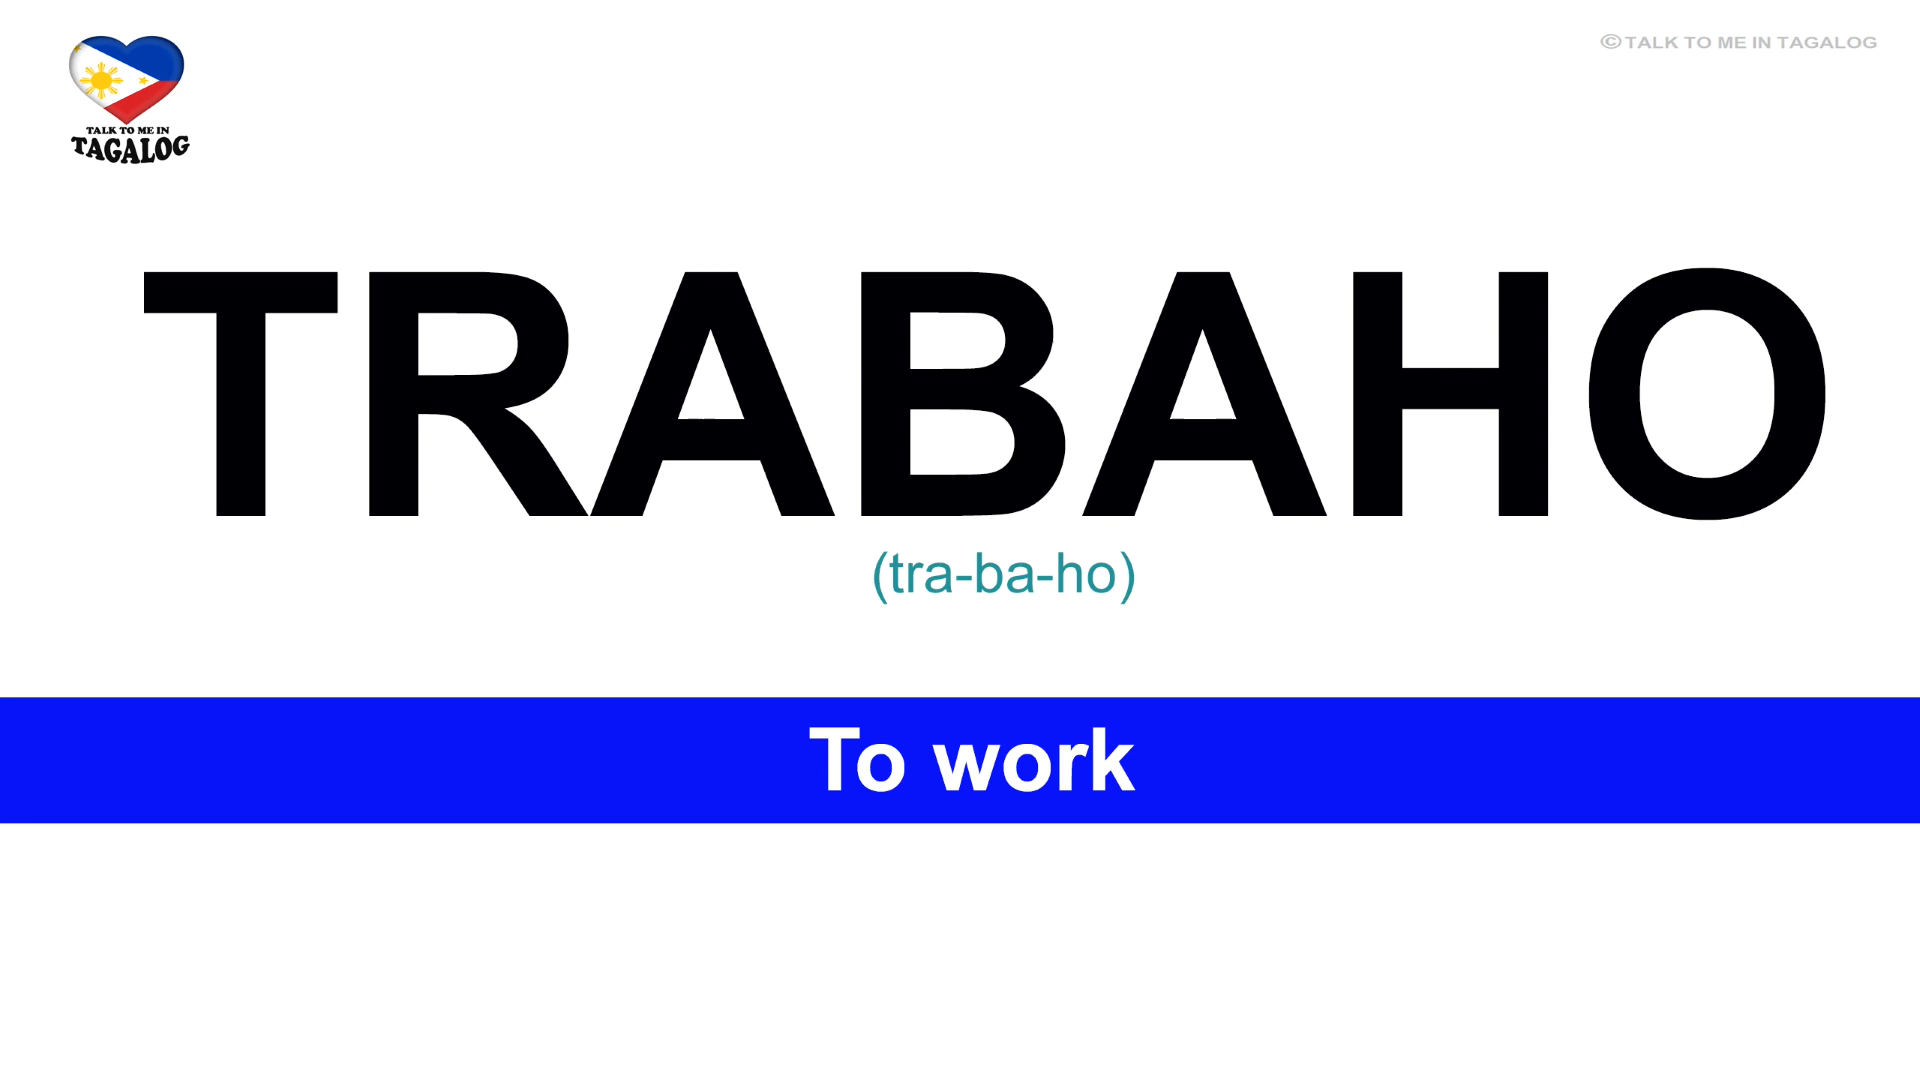 ©TALK TO ME IN TAGALOG
TALK TO ME IN
TAGALOG
TRABAHO
(tra-ba-ho)
To work